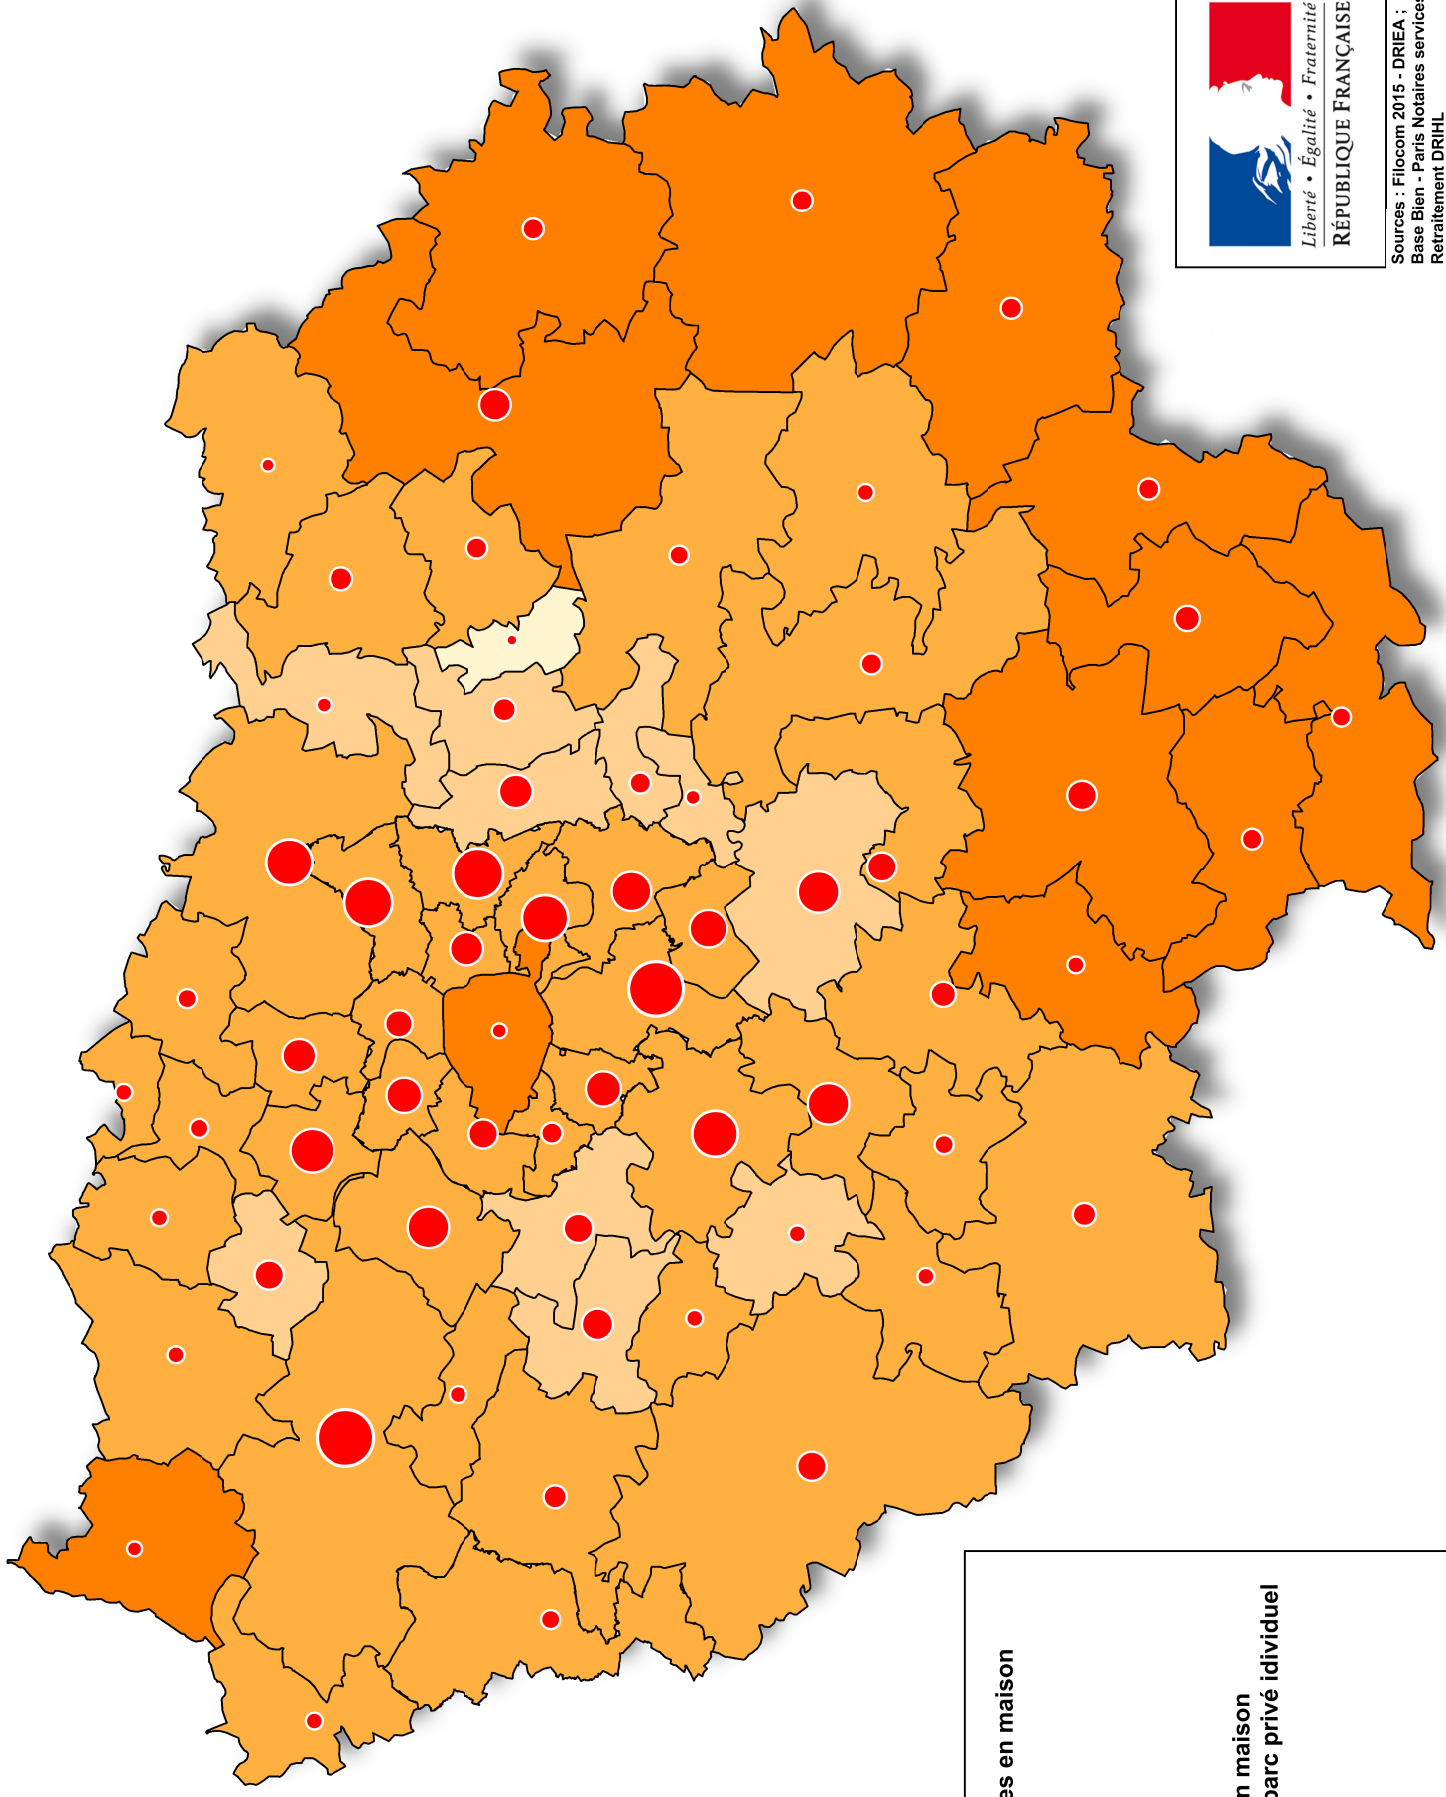 Liberté • Égalité • Fraternité
RÉPUBLIQUE FRANÇAISE
Sources : Filocom 2015 - DRIEA ;
Base Bien - Paris Notaires services
Retraitement DRIHL
es en maison
n maison
parc privé idividuel